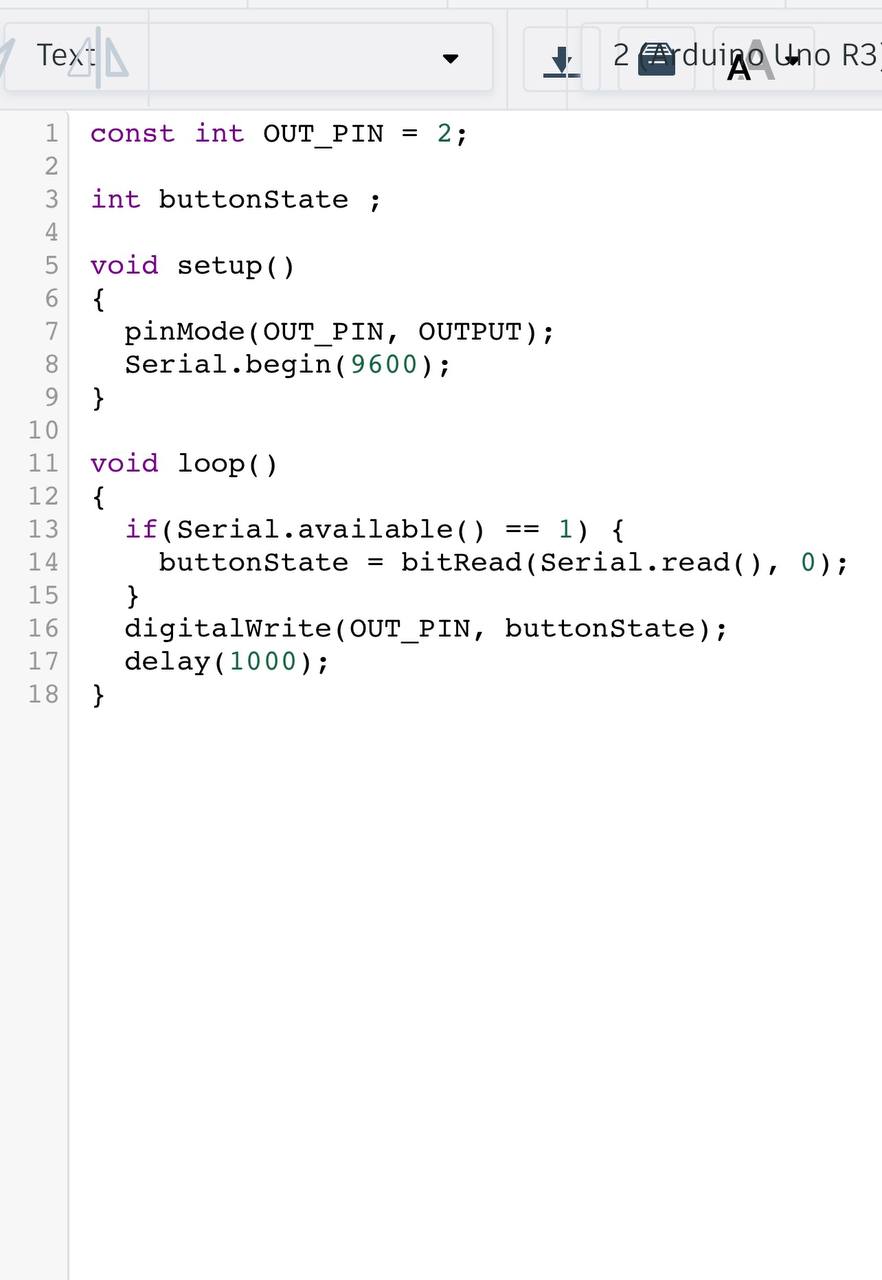 Text
2 (Arduino Uno R3)
1 const int OUT_PIN = 2;
2
3 int buttonState ;
4
5 void setup()
6 {
7   pinMode(OUT_PIN, OUTPUT);
8   Serial.begin(9600);
9 }
10
11 void loop()
12 {
13   if(Serial.available() == 1) {
14     buttonState = bitRead(Serial.read(), 0);
15   }
16   digitalWrite(OUT_PIN, buttonState);
17   delay(1000);
18 }